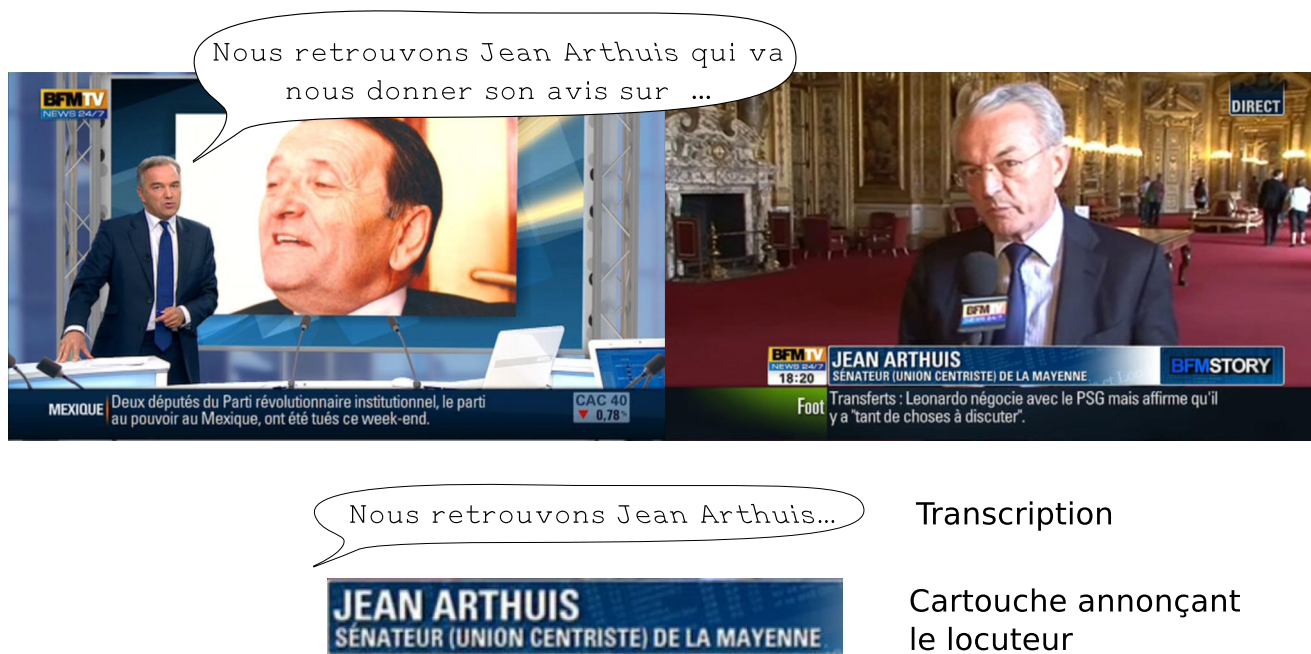 Nous retrouvons Jean Arthuis qui va
nous donner son avis sur ...
BFMTV
NEWS 24/7
DIRECT
BFMTV
NEWS 24/7
BFMTV
NEWS 24/7
18:20
JEAN ARTHUIS
SÉNATEUR (UNION CENTRISTE) DE LA MAYENNE
BFMSTORY
MEXIQUE
Deux députés du Parti révolutionnaire institutionnel, le parti
au pouvoir au Mexique, ont été tués ce week-end.
CAC 40
▼ 0,78%
Foot
Transferts : Leonardo négocie avec le PSG mais affirme qu'il
y a "tant de choses à discuter".
Nous retrouvons Jean Arthuis...
Transcription
JEAN ARTHUIS
SÉNATEUR (UNION CENTRISTE) DE LA MAYENNE
Cartouche annonçant
le locuteur